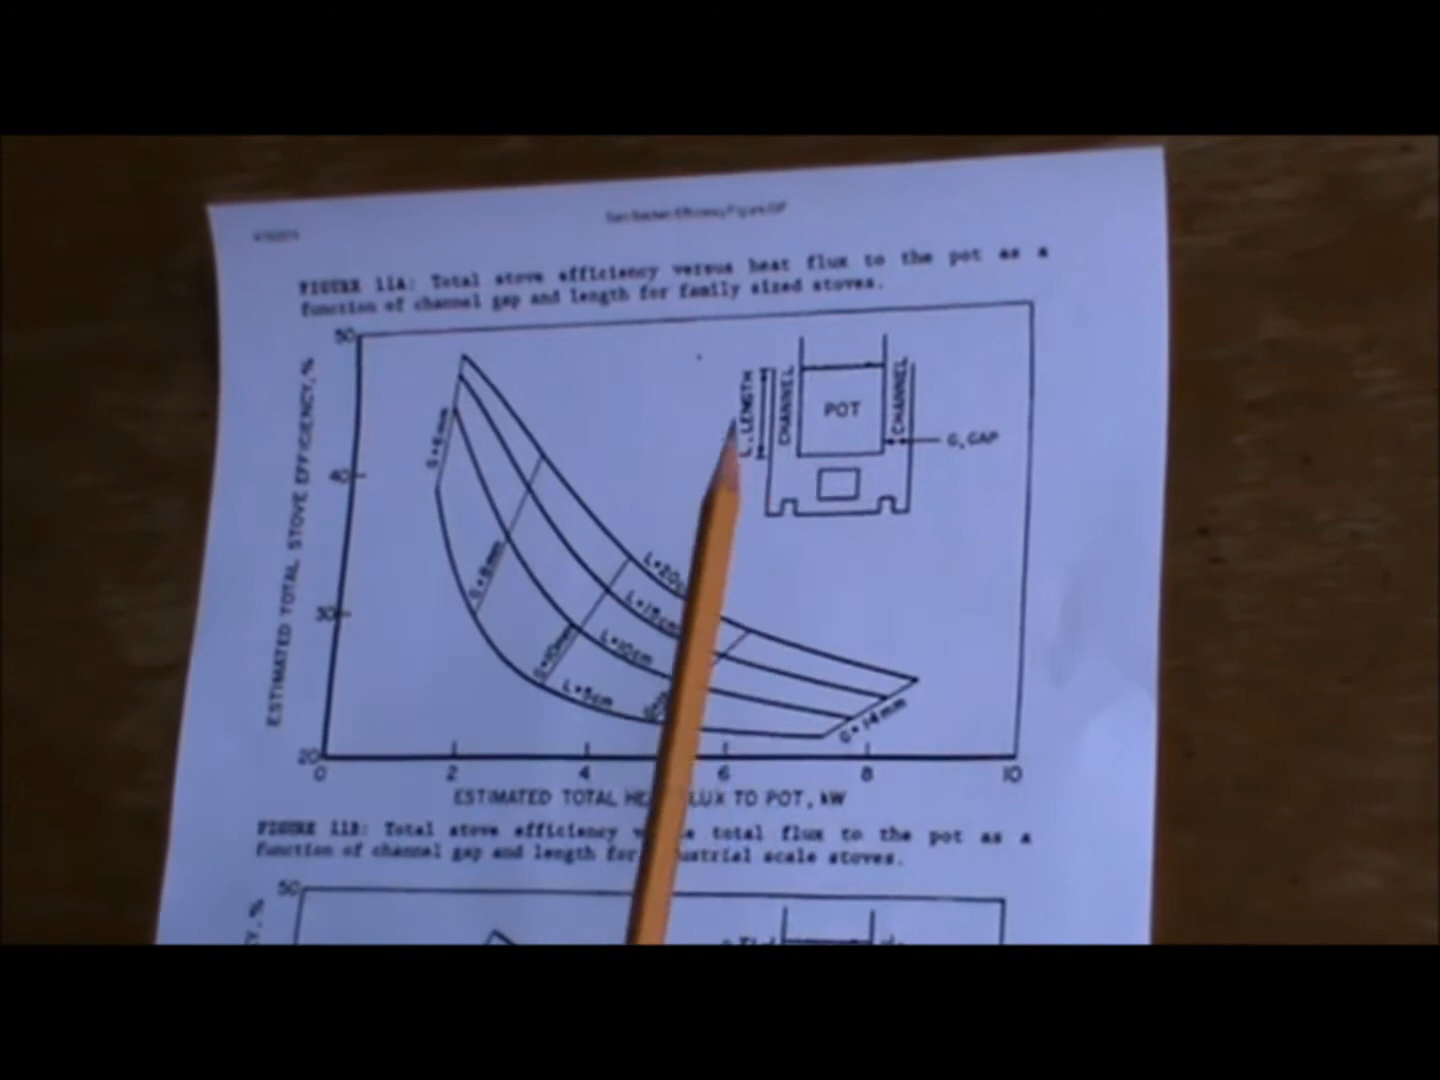 FIGURE 11A: Total stove efficiency versus heat flux to the pot as a
function of channel gap and length for family sized stoves.
50
40
30
20
ESTIMATED TOTAL STOVE EFFICIENCY, %
G=8mm
G=10mm
G=14mm
L=20c
L=15cm
L=10cm
L=5cm
L, LENGTH
CHANNEL
POT
CHANNEL
G, GAP
0 2 4 6 8 10
ESTIMATED TOTAL HE LUX TO POT, kW
FIGURE 11B: Total stove efficiency total flux to the pot as a
function of channel gap and length for ustrial scale stoves.
50
CY, %